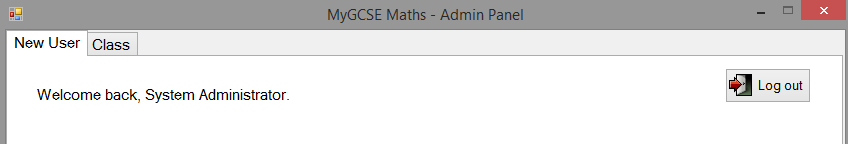 MyGCSE Maths - Admin Panel
New User Class
Welcome back, System Administrator.
Log out